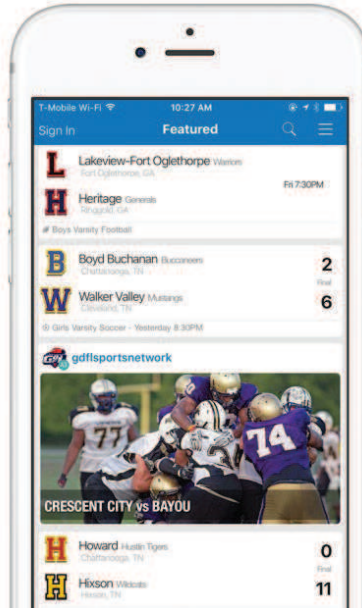 T-Mobile Wi-Fi 10:27 AM
Sign In Featured
L Lakeview-Fort Oglethorpe Warriors
Fort Oglethorpe, GA
Fri 7:30PM
H Heritage Generals
Ringgold, GA
Boys Varsity Football
B Boyd Buchanan Buccaneers 2
Chattanooga, TN
Final
W Walker Valley Mustangs 6
Cleveland, TN
Girls Varsity Soccer - Yesterday 8:30PM
gdflsportsnetwork
77
74
2
CRESCENT CITY vs BAYOU
H Howard Hustlin Tigers 0
Chattanooga, TN
Final
H Hixson Wildcats 11
Hixson, TN